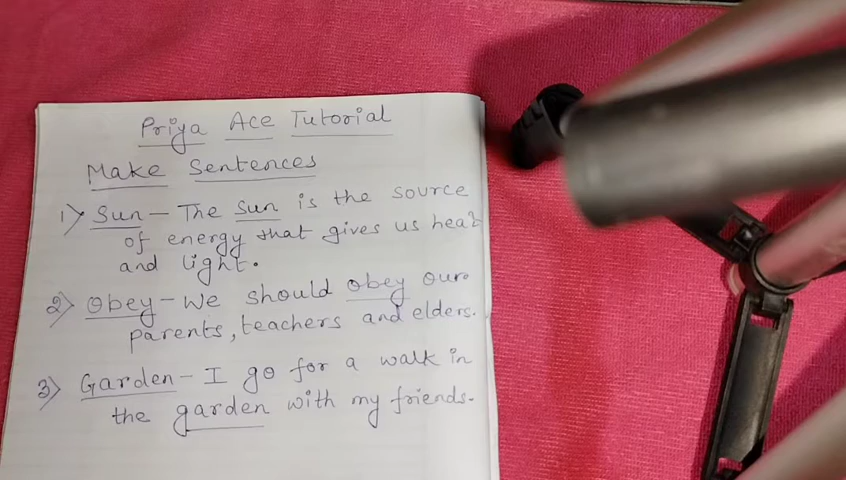 Priya Ace Tutorial
Make Sentences
1) Sun - The sun is the source
of energy that gives us heat
and light.
2) Obey - We should obey our
parents, teachers and elders.
3) Garden - I go for a walk in
the garden with my friends.